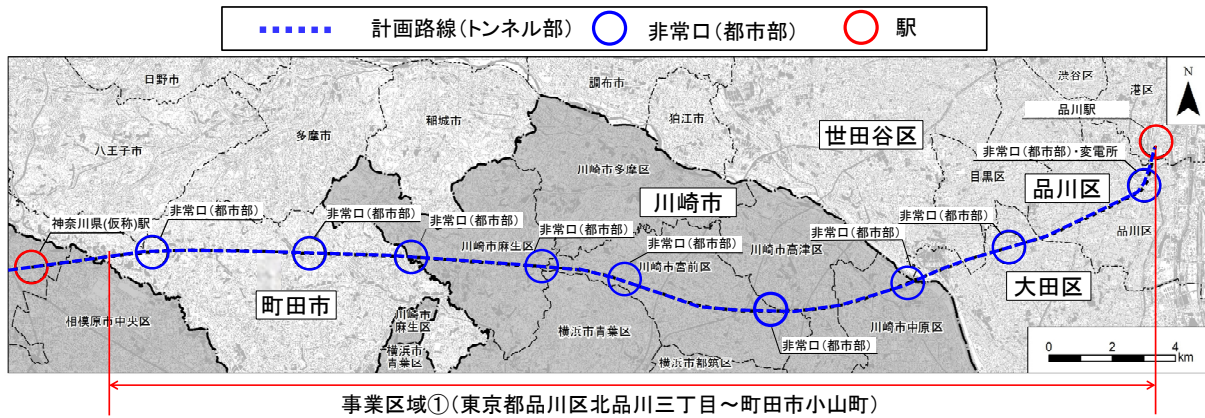 計画路線(トンネル部)
非常口(都市部)
駅
日野市
八王子市
多摩市
稲城市
調布市
狛江市
世田谷区
渋谷区
港区
N
品川駅
非常口(都市部)・変電所
目黒区
品川区
品川区
川崎市多摩区
川崎市
神奈川県(仮称)駅
非常口(都市部)
非常口(都市部)
非常口(都市部)
川崎市麻生区
非常口(都市部)
非常口(都市部)
川崎市宮前区
川崎市高津区
非常口(都市部)
非常口(都市部)
大田区
町田市
相模原市中央区
川崎市
麻生区
横浜市
青葉区
横浜市青葉区
横浜市都筑区
非常口(都市部)
川崎市中原区
0 2 4
km
事業区域①(東京都品川区北品川三丁目～町田市小山町)